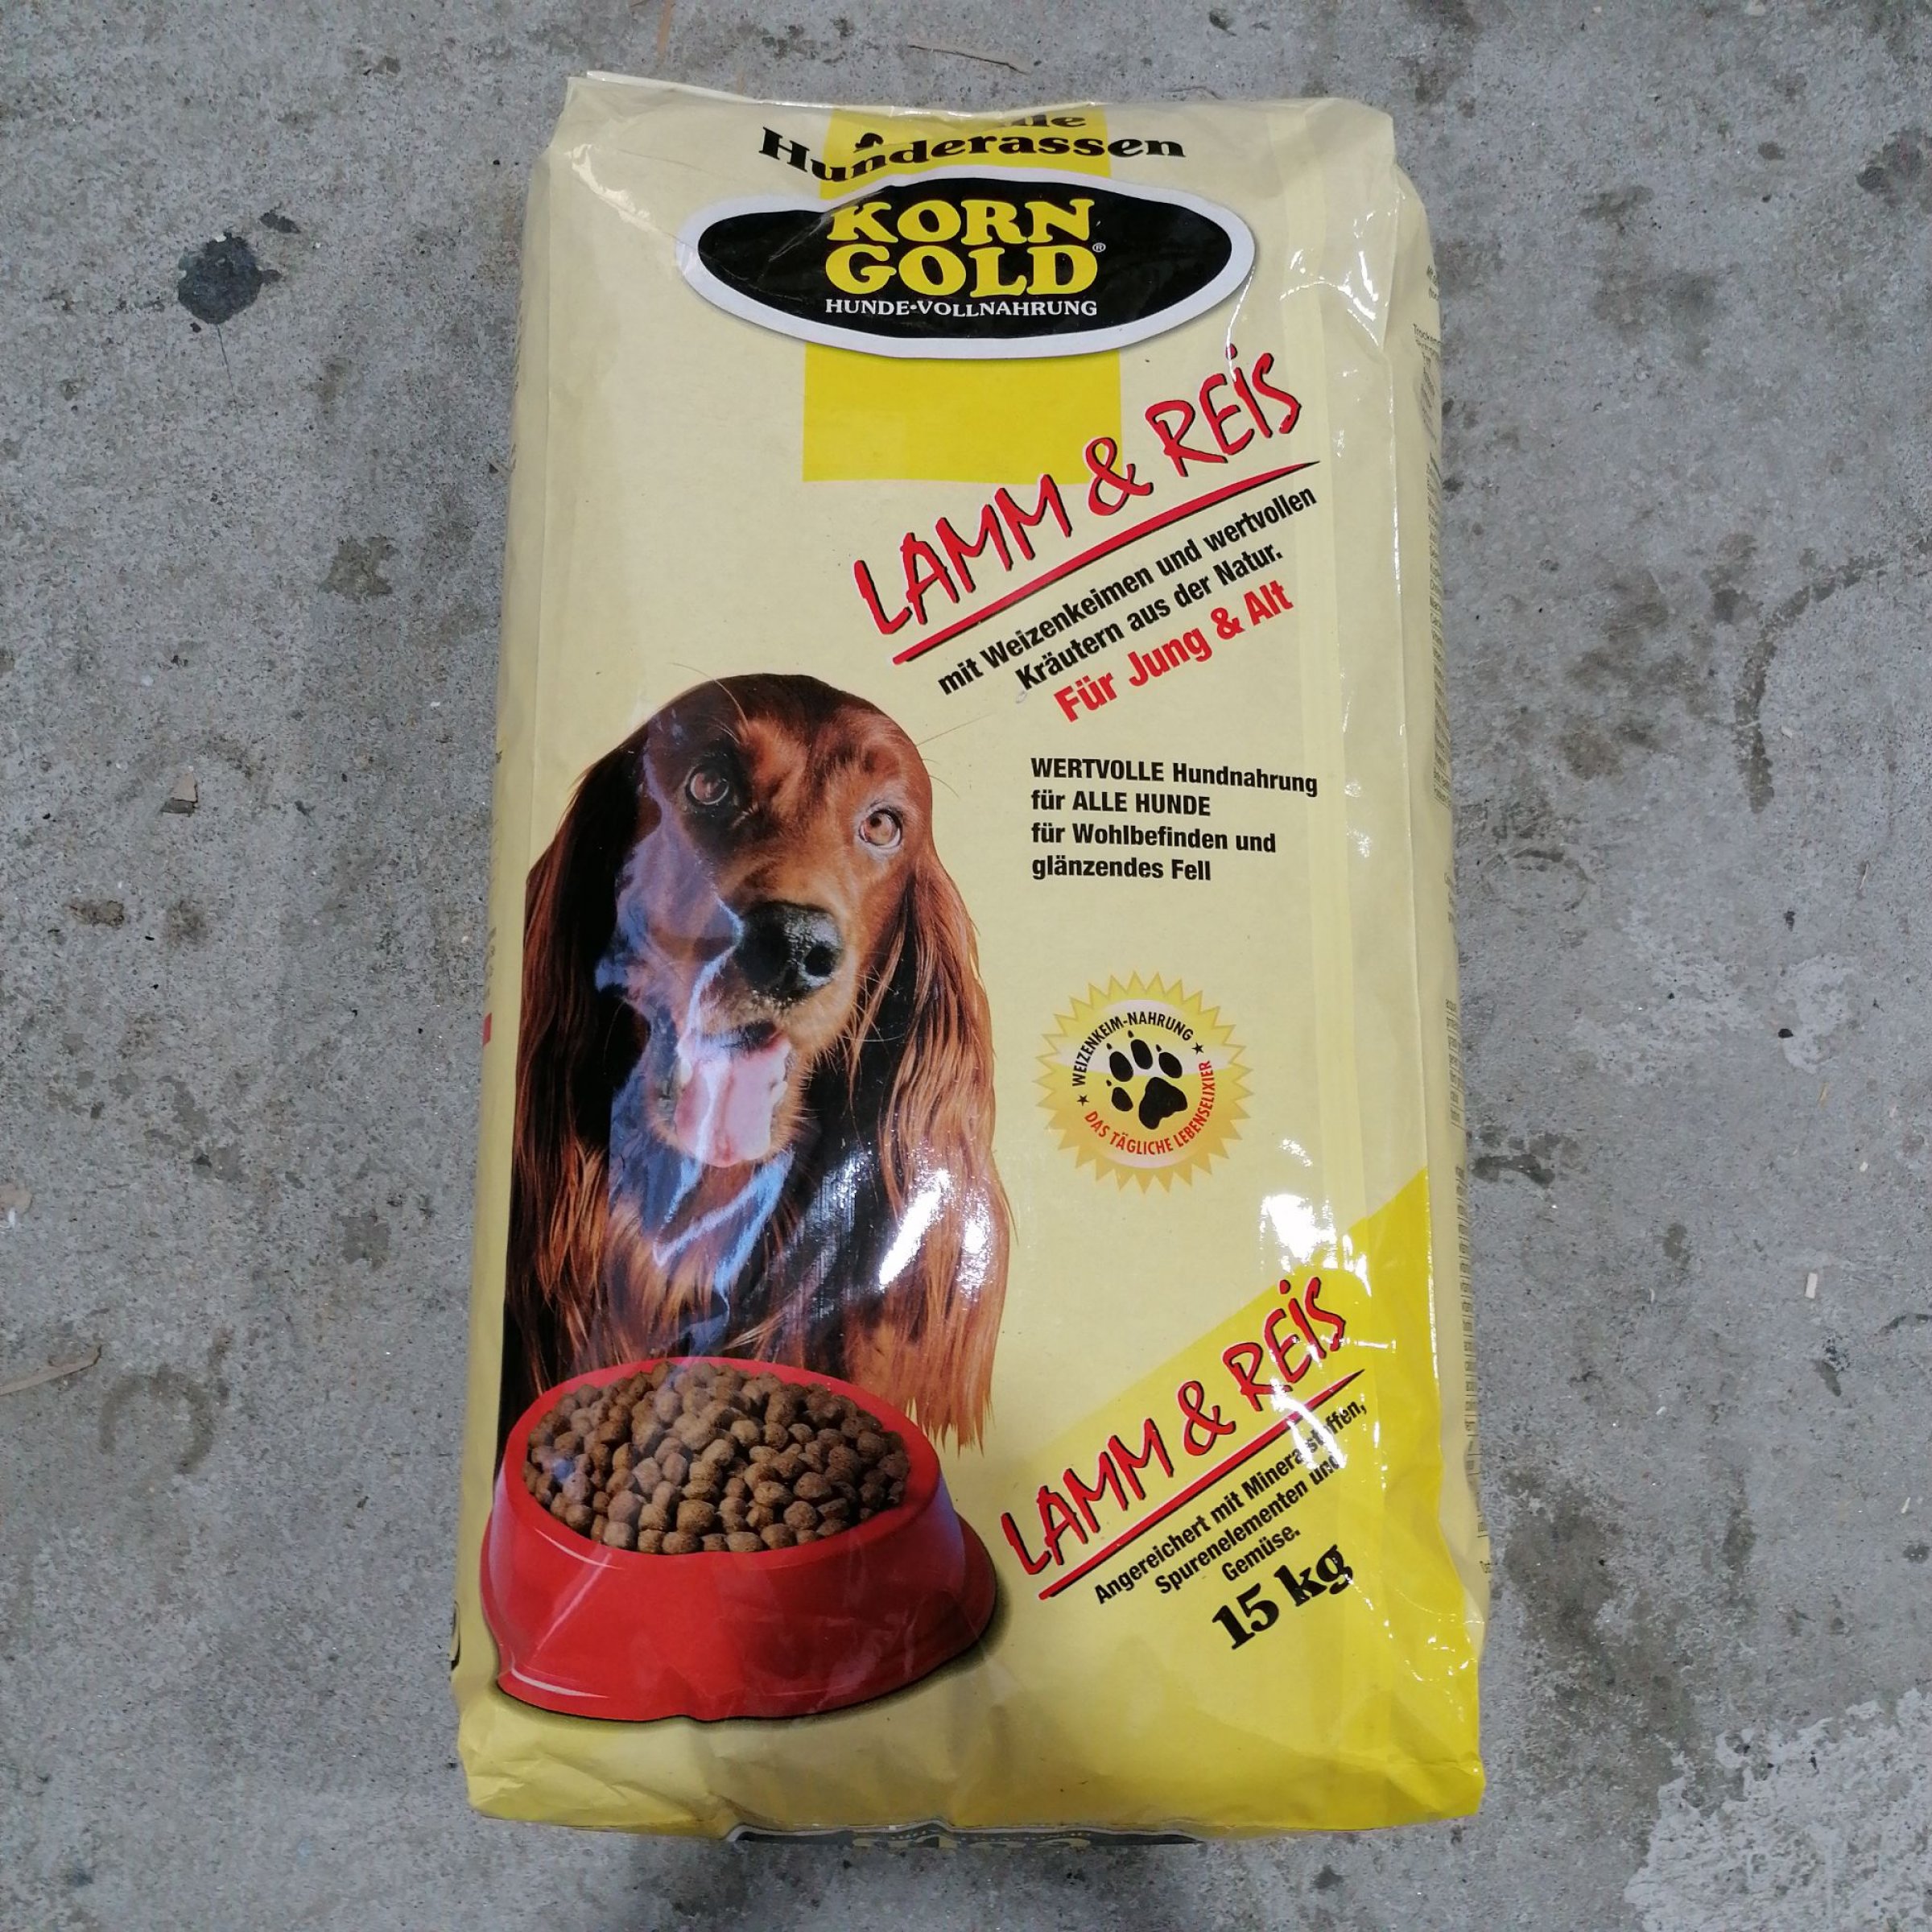 Hunderassen
KORN
GOLD®
HUNDE•VOLLNAHRUNG
LAMM & REIS
mit Weizenkeimen und wertvollen
Kräutern aus der Natur.
Für Jung & Alt
WERTVOLLE Hundnahrung
für ALLE HUNDE
für Wohlbefinden und
glänzendes Fell
★ WEIZENKEIM-NAHRUNG ★
DAS TÄGLICHE LEBENSELIXIER
LAMM & REIS
Angereichert mit Mineralstoffen,
Spurenelementen und
Gemüse.
15 kg